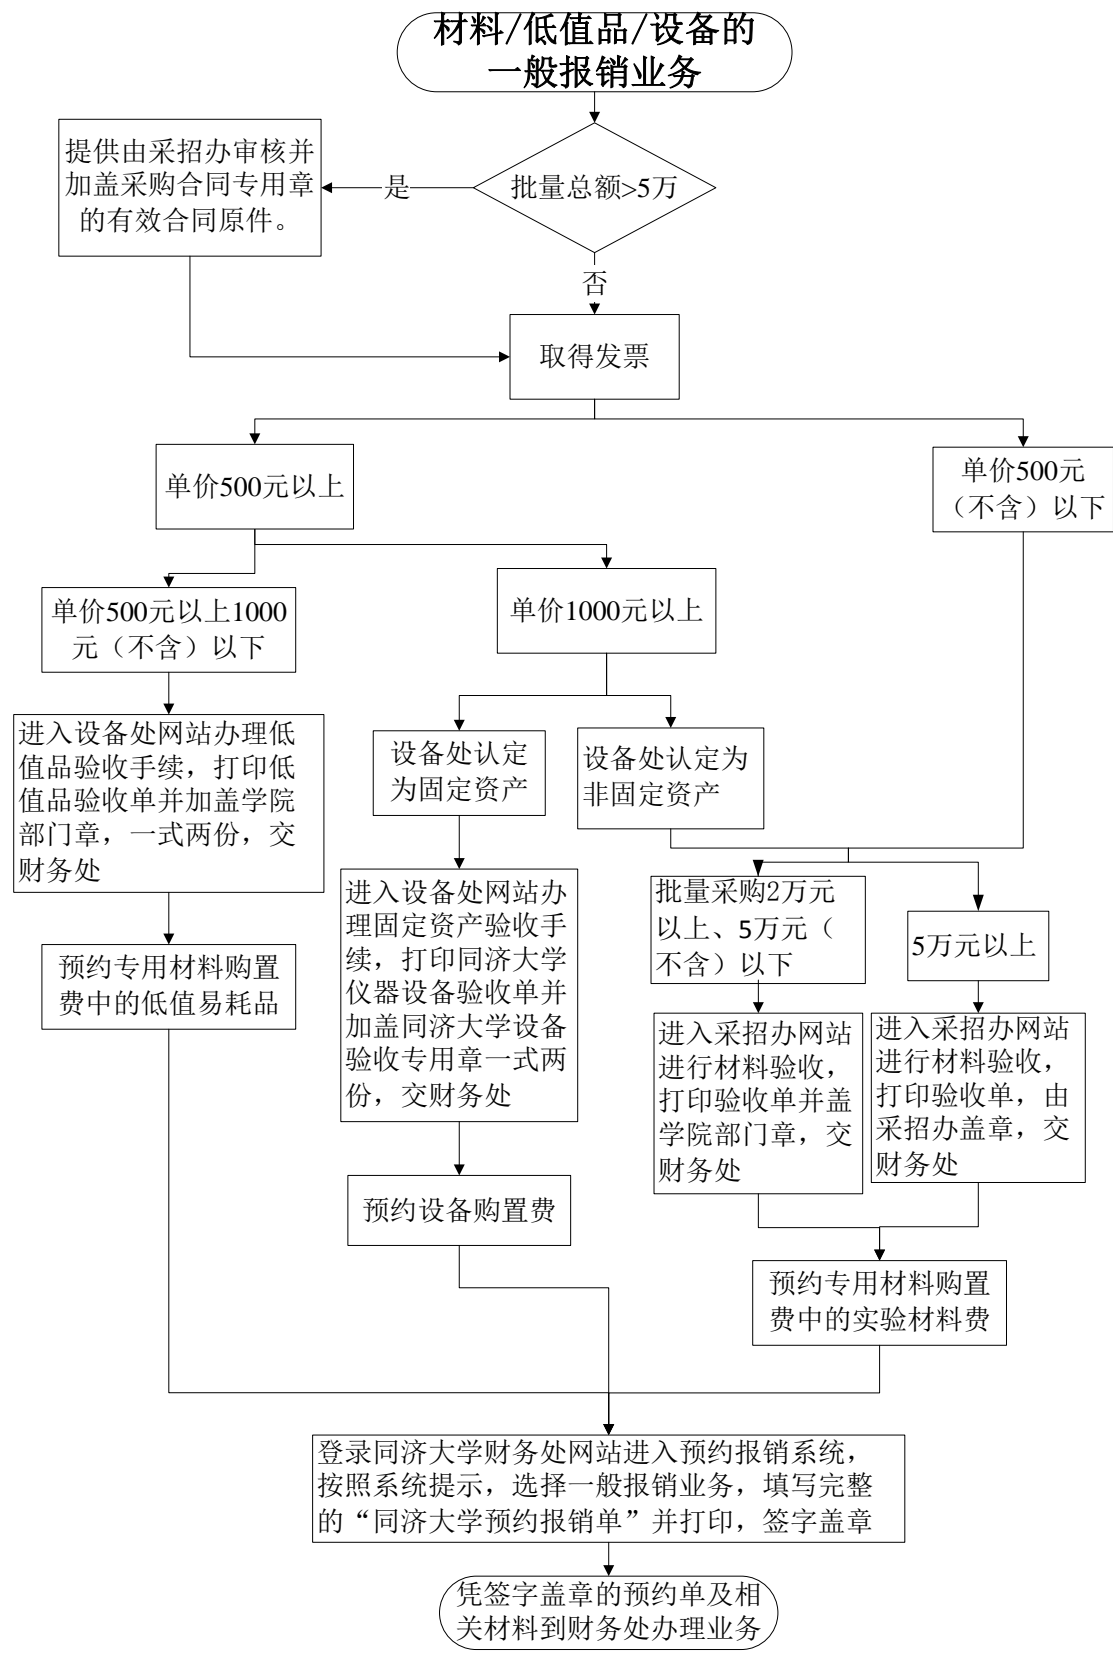 材料/低值品/设备的
一般报销业务
提供由采招办审核并
加盖采购合同专用章
的有效合同原件。
是
批量总额>5万
否
取得发票
单价500元以上
单价500元
（不含）以下
单价500元以上1000
元（不含）以下
单价1000元以上
进入设备处网站办理低
值品验收手续，打印低
值品验收单并加盖学院
部门章，一式两份，交
财务处
设备处认定
为固定资产
设备处认定为
非固定资产
进入设备处网站办
理固定资产验收手
续，打印同济大学
仪器设备验收单并
加盖同济大学设备
验收专用章一式两
份，交财务处
批量采购2万元
以上、5万元（
不含）以下
5万元以上
预约专用材料购置
费中的低值易耗品
进入采招办网站
进行材料验收，
打印验收单并盖
学院部门章，交
财务处
进入采招办网站
进行材料验收，
打印验收单，由
采招办盖章，交
财务处
预约设备购置费
预约专用材料购置
费中的实验材料费
登录同济大学财务处网站进入预约报销系统，
按照系统提示，选择一般报销业务，填写完整
的“同济大学预约报销单”并打印，签字盖章
凭签字盖章的预约单及相
关材料到财务处办理业务